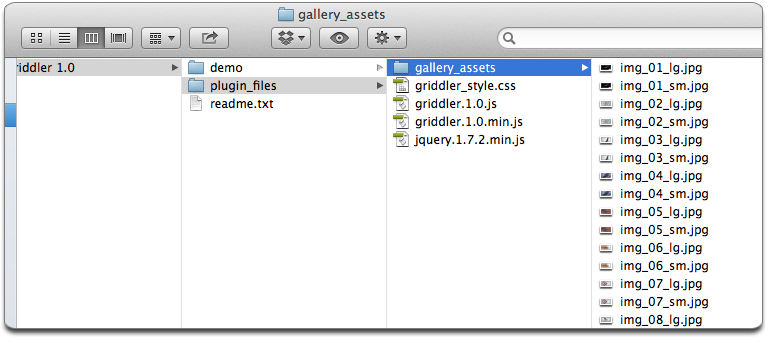 gallery_assets
riddler 1.0
demo
plugin_files
readme.txt
gallery_assets
griddler_style.css
griddler.1.0.js
griddler.1.0.min.js
jquery.1.7.2.min.js
img_01_lg.jpg
img_01_sm.jpg
img_02_lg.jpg
img_02_sm.jpg
img_03_lg.jpg
img_03_sm.jpg
img_04_lg.jpg
img_04_sm.jpg
img_05_lg.jpg
img_05_sm.jpg
img_06_lg.jpg
img_06_sm.jpg
img_07_lg.jpg
img_07_sm.jpg
img_08_lg.jpg